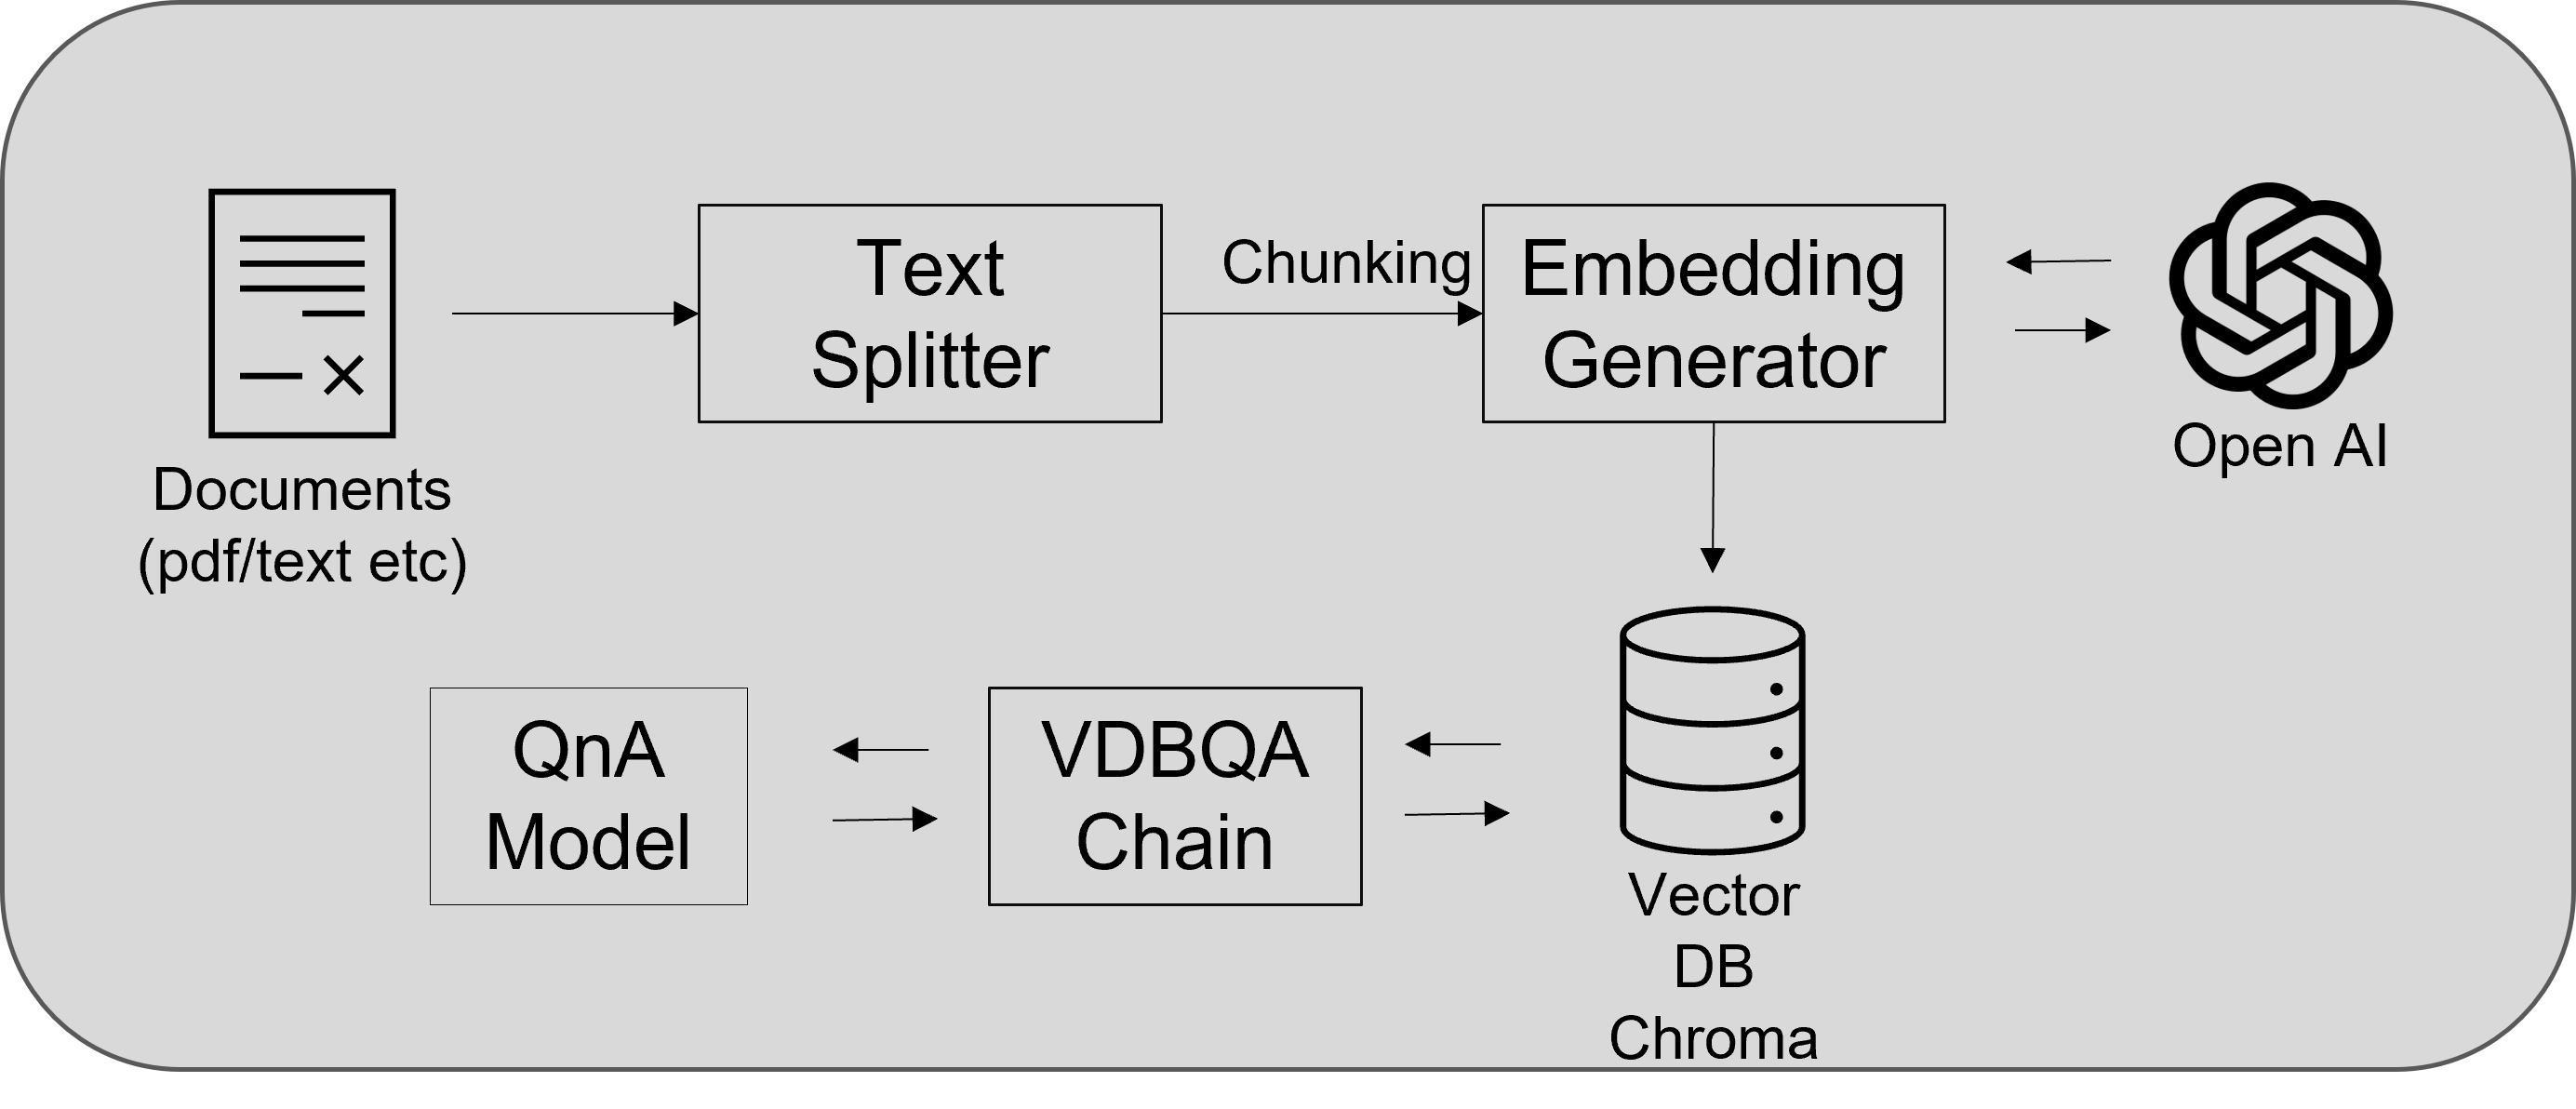 Text
Splitter
Chunking
Embedding
Generator
Open AI
Documents
(pdf/text etc)
QnA
Model
VDBQA
Chain
Vector
DB
Chroma